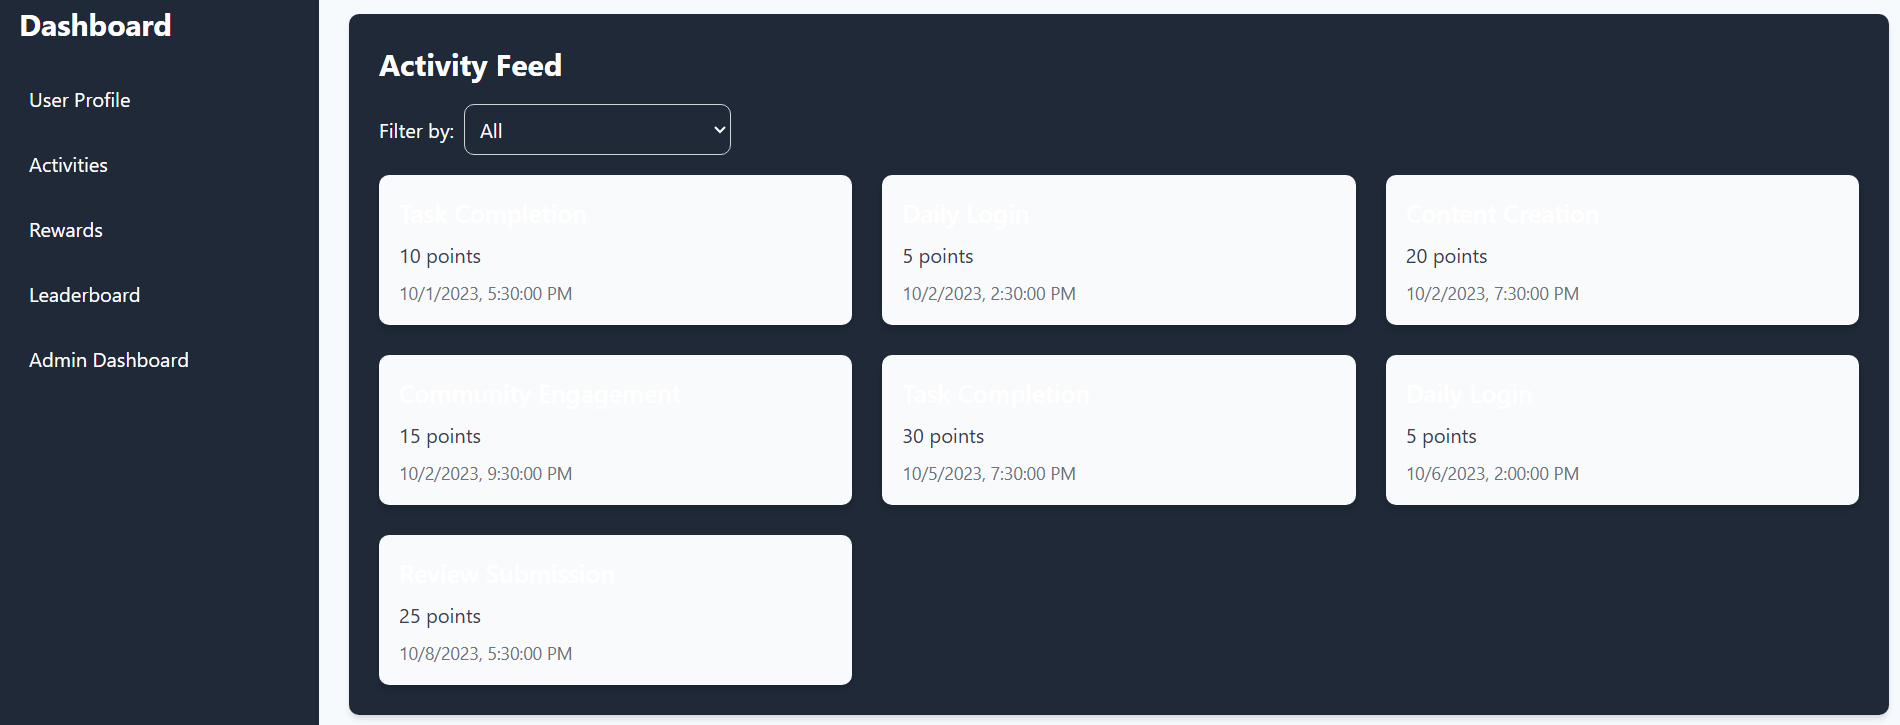 Dashboard
User Profile
Activities
Rewards
Leaderboard
Admin Dashboard
Activity Feed
Filter by: All
Task Completion
10 points
10/1/2023, 5:30:00 PM
Daily Login
5 points
10/2/2023, 2:30:00 PM
Content Creation
20 points
10/2/2023, 7:30:00 PM
Community Engagement
15 points
10/2/2023, 9:30:00 PM
Task Completion
30 points
10/5/2023, 7:30:00 PM
Daily Login
5 points
10/6/2023, 2:00:00 PM
Review Submission
25 points
10/8/2023, 5:30:00 PM